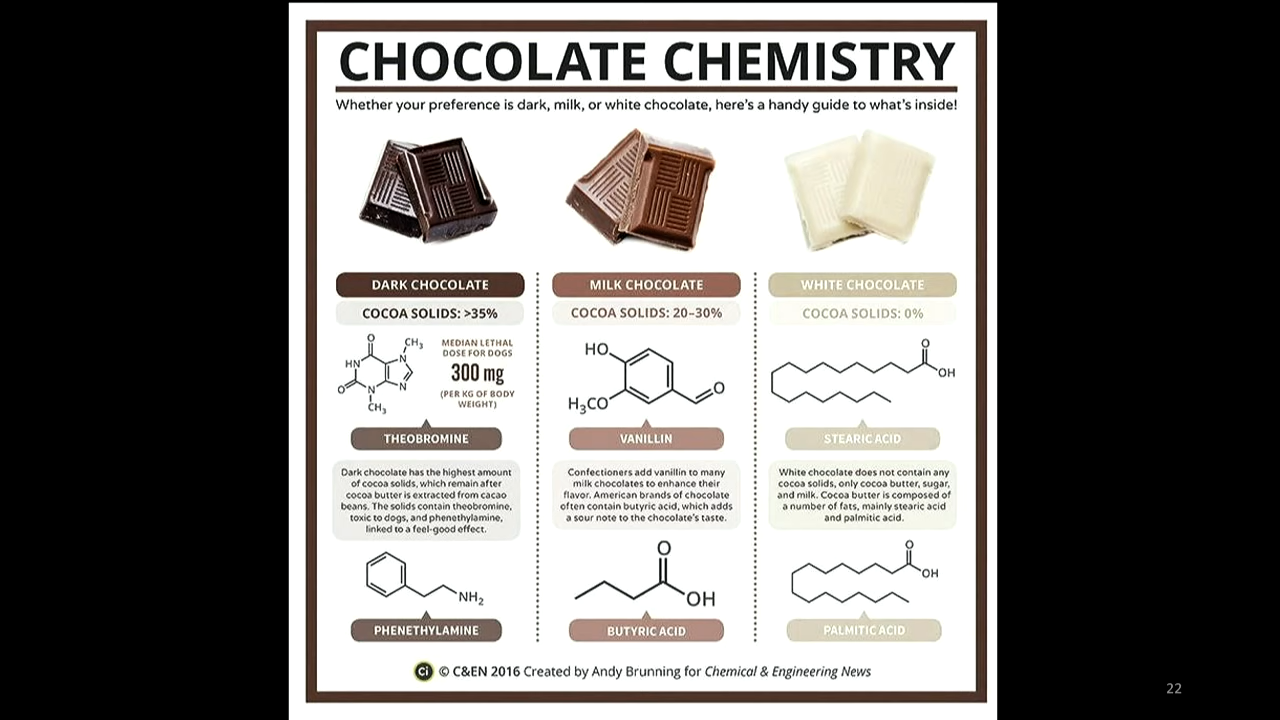 CHOCOLATE CHEMISTRY
Whether your preference is dark, milk, or white chocolate, here's a handy guide to what's inside!
DARK CHOCOLATE
COCOA SOLIDS: >35%
O
CH3
HN
N
O
N
N
CH3
MEDIAN LETHAL
DOSE FOR DOGS
300 mg
(PER KG OF BODY
WEIGHT)
THEOBROMINE
Dark chocolate has the highest amount
of cocoa solids, which remain after
cocoa butter is extracted from cacao
beans. The solids contain theobromine,
toxic to dogs, and phenethylamine,
linked to a feel-good effect.
NH2
PHENETHYLAMINE
MILK CHOCOLATE
COCOA SOLIDS: 20–30%
HO
O
H3CO
VANILLIN
Confectioners add vanillin to many
milk chocolates to enhance their
flavor. American brands of chocolate
often contain butyric acid, which adds
a sour note to the chocolate's taste.
O
OH
BUTYRIC ACID
WHITE CHOCOLATE
COCOA SOLIDS: 0%
O
OH
STEARIC ACID
White chocolate does not contain any
cocoa solids, only cocoa butter, sugar,
and milk. Cocoa butter is composed of
a number of fats, mainly stearic acid
and palmitic acid.
O
OH
PALMITIC ACID
Ci © C&EN 2016 Created by Andy Brunning for Chemical & Engineering News
22